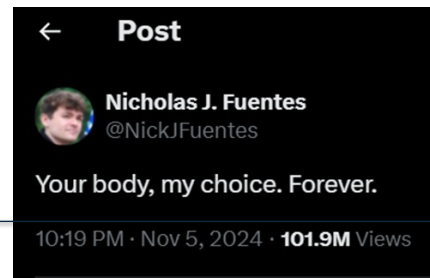 Post
Nicholas J. Fuentes
@NickJFuentes
Your body, my choice. Forever.
10:19 PM · Nov 5, 2024 · 101.9M Views